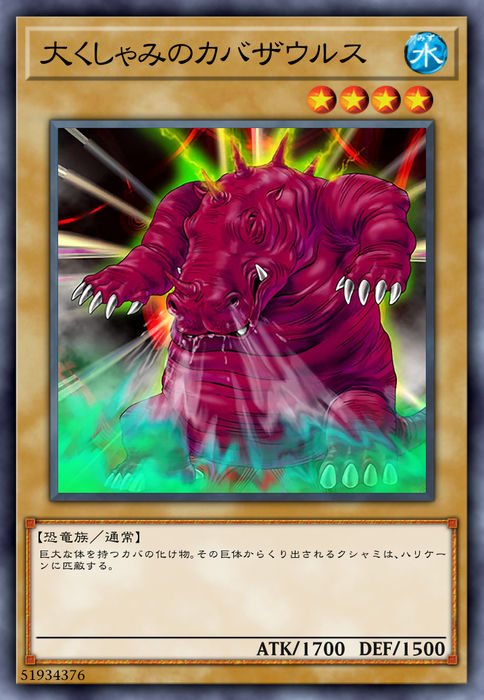 大くしゃみのカバザウルス
みず
水
【恐竜族／通常】
巨大な体を持つカバの化け物。その巨体からくり出されるクシャミは、ハリケー
ンに匹敵する。
ATK/1700 DEF/1500
51934376